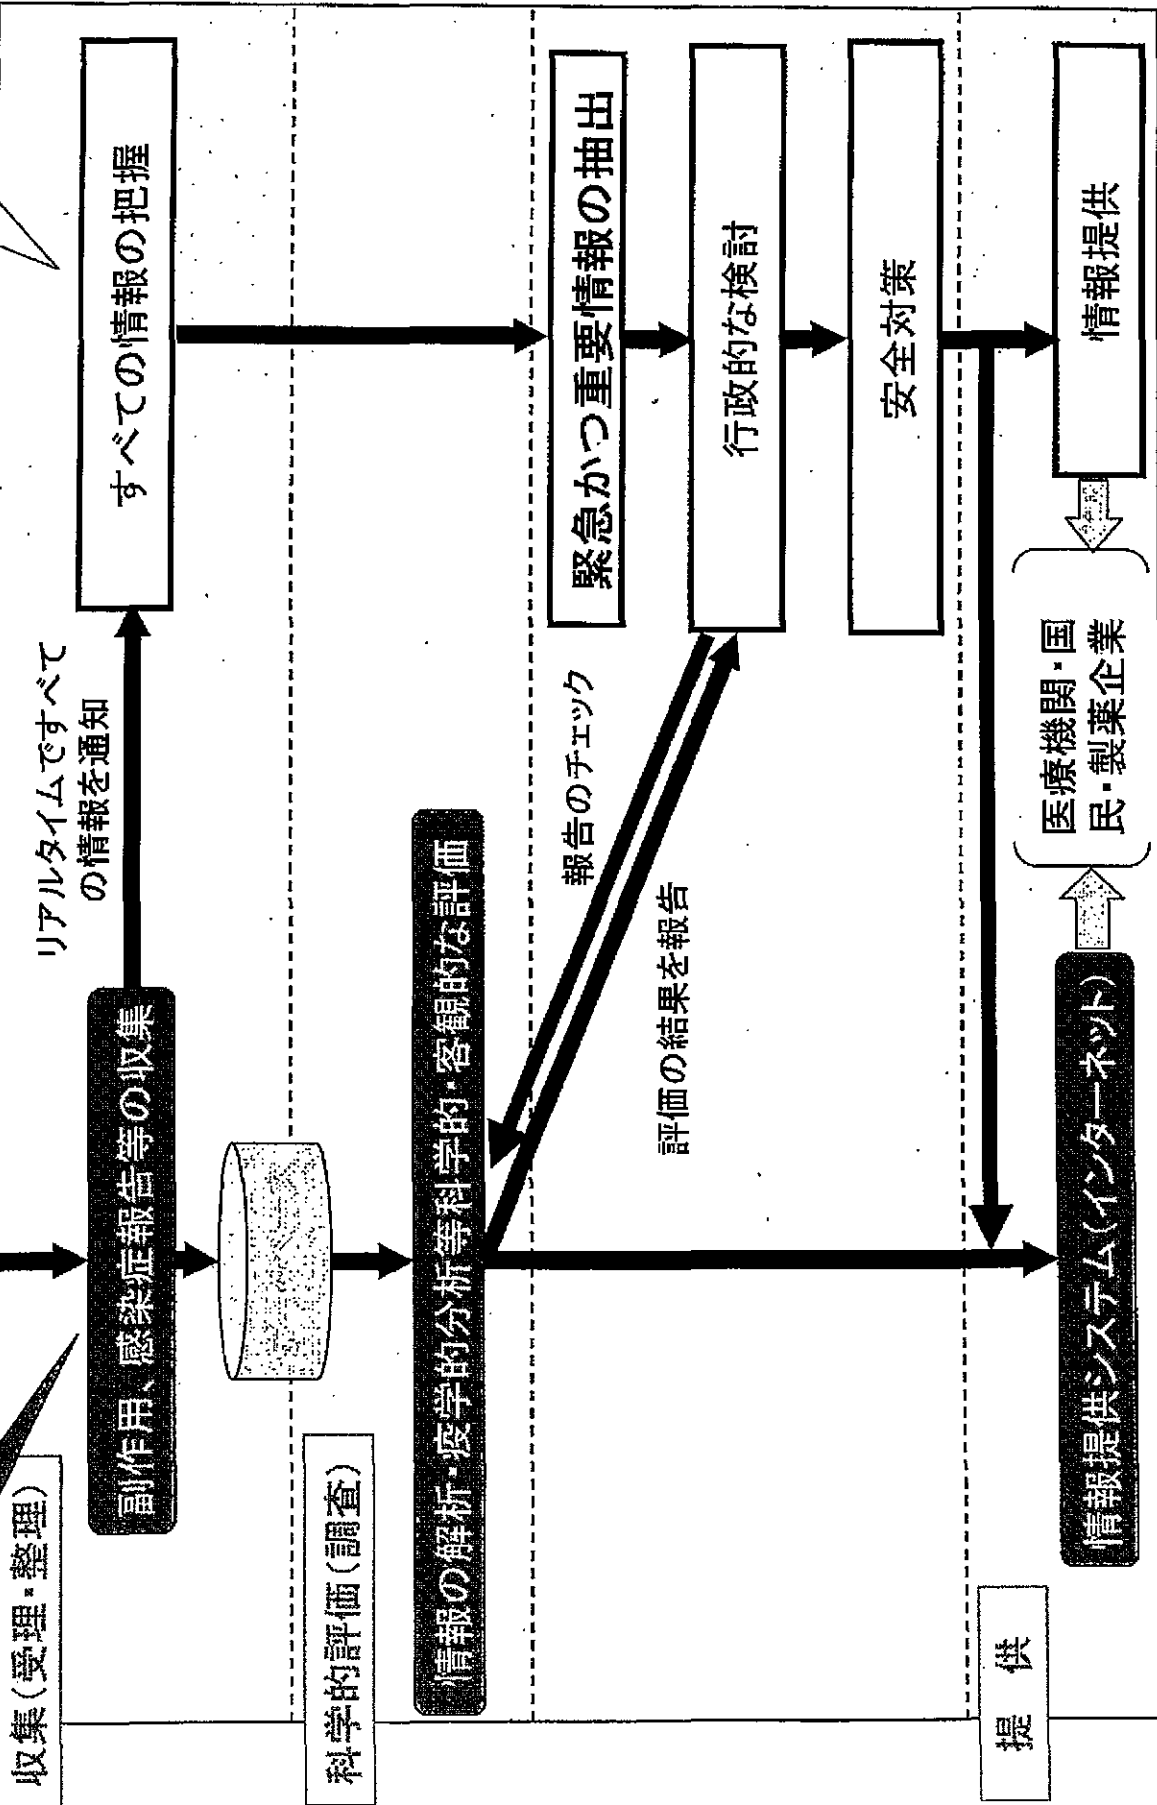 収集(受理・整理)
副作用、感染症報告等の収集
リアルタイムですべて
の情報を通知
すべての情報の把握
データベース
科学的評価(調査)
情報の解析・疫学的分析等科学的・客観的な評価
緊急かつ重要情報の抽出
報告のチェック
評価の結果を報告
行政的な検討
安全対策
提 供
情報提供システム(インターネット)
医療機関・国
民・製薬企業
情報提供